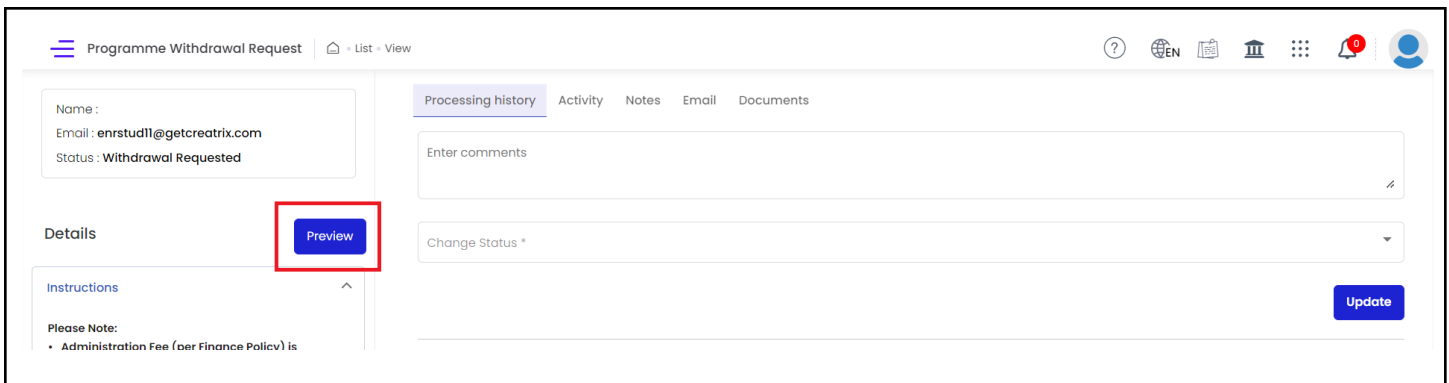 Programme Withdrawal Request List View
EN
0
Name :
Email : enrstud11@getcreatrix.com
Status : Withdrawal Requested
Details
Preview
Instructions
Please Note:
• Administration Fee (per Finance Policy) is
Processing history Activity Notes Email Documents
Enter comments
Change Status *
Update